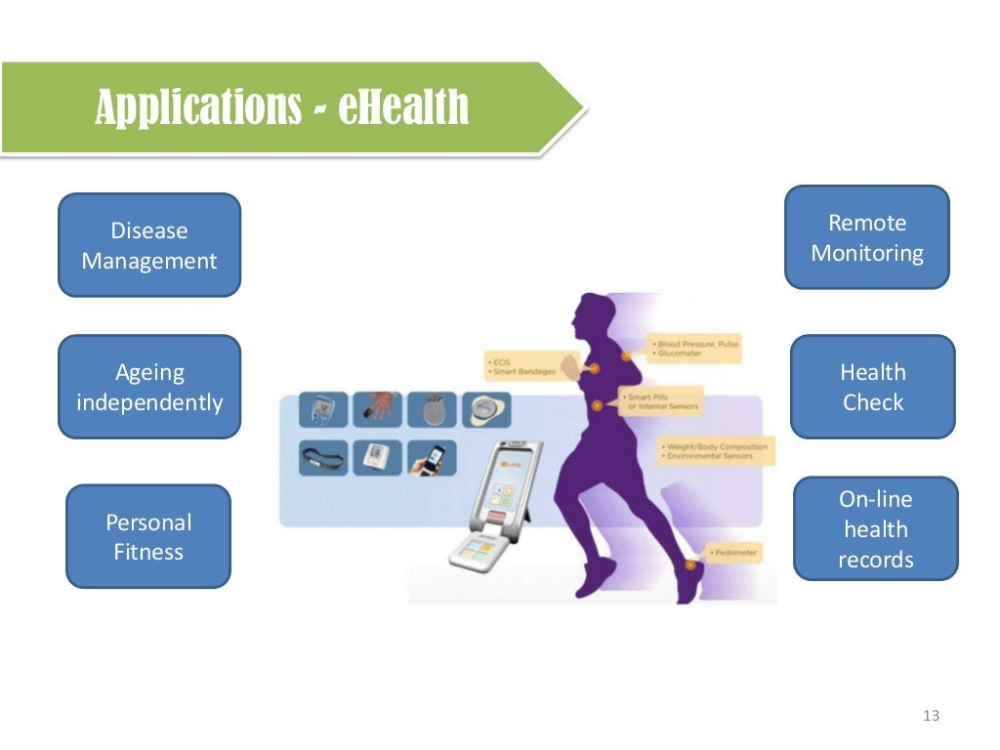 Applications - eHealth
Disease
Management
Ageing
independently
Personal
Fitness
• ECG
• Smart Bandages
• Blood Pressure, Pulse
• Glucometer
• Smart Pills
or Internal Sensors
• Weight/Body Composition
• Environmental Sensors
• Pedometer
Remote
Monitoring
Health
Check
On-line
health
records
13